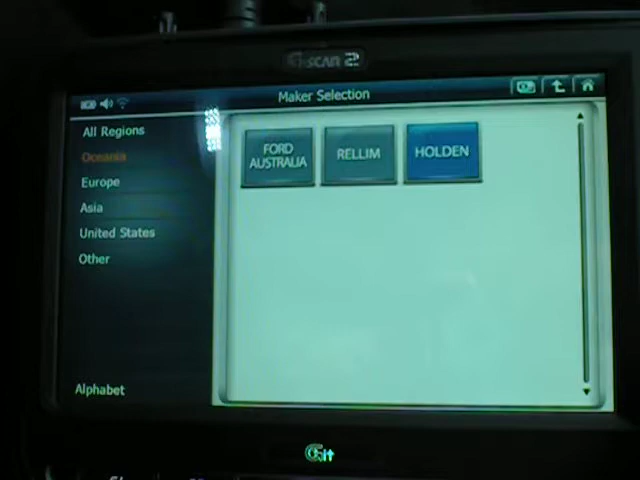 G-SCAN 2
Maker Selection
All Regions
Oceania
Europe
Asia
United States
Other
Alphabet
FORD
AUSTRALIA
RELLIM
HOLDEN
Git